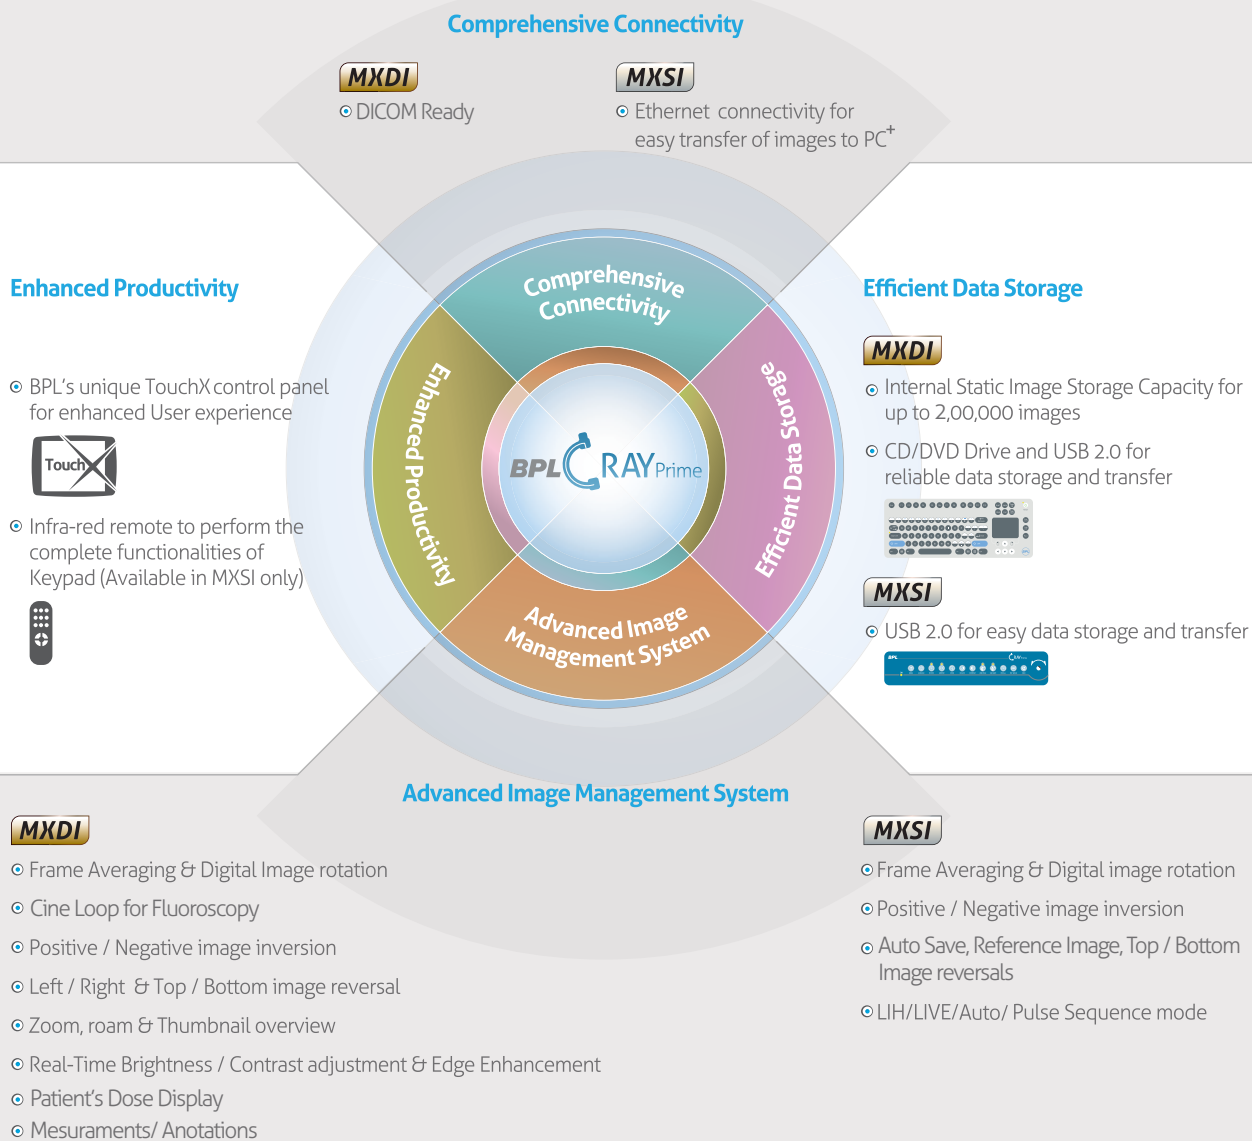 Comprehensive Connectivity
MXDI
DICOM Ready
MXSI
Ethernet connectivity for
easy transfer of images to PC+
Enhanced Productivity
BPL's unique TouchX control panel
for enhanced User experience
TouchX
Infra-red remote to perform the
complete functionalities of
Keypad (Available in MXSI only)
Comprehensive
Connectivity
Enhanced Productivity
Efficient Data Storage
Advanced Image
Management System
BPL C RAY Prime
Efficient Data Storage
MXDI
Internal Static Image Storage Capacity for
up to 2,00,000 images
CD/DVD Drive and USB 2.0 for
reliable data storage and transfer
MXSI
USB 2.0 for easy data storage and transfer
BPL
C RAY
Advanced Image Management System
MXDI
Frame Averaging & Digital Image rotation
Cine Loop for Fluoroscopy
Positive / Negative image inversion
Left / Right & Top / Bottom image reversal
Zoom, roam & Thumbnail overview
Real-Time Brightness / Contrast adjustment & Edge Enhancement
Patient's Dose Display
Mesuraments/ Anotations
MXSI
Frame Averaging & Digital image rotation
Positive / Negative image inversion
Auto Save, Reference Image, Top / Bottom
Image reversals
LIH/LIVE/Auto/ Pulse Sequence mode